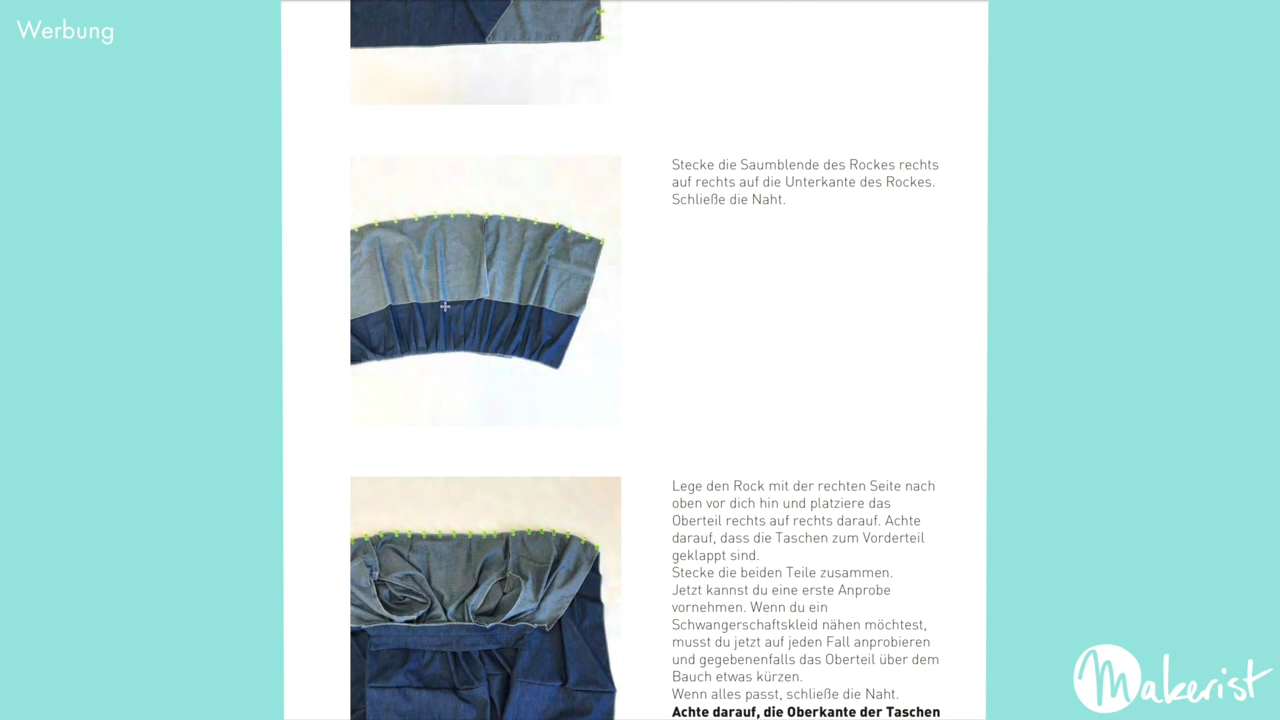 Werbung
Stecke die Saumblende des Rockes rechts
auf rechts auf die Unterkante des Rockes.
Schließe die Naht.
Lege den Rock mit der rechten Seite nach
oben vor dich hin und platziere das
Oberteil rechts auf rechts darauf. Achte
darauf, dass die Taschen zum Vorderteil
geklappt sind.
Stecke die beiden Teile zusammen.
Jetzt kannst du eine erste Anprobe
vornehmen. Wenn du ein
Schwangerschaftskleid nähen möchtest,
musst du jetzt auf jeden Fall anprobieren
und gegebenenfalls das Oberteil über dem
Bauch etwas kürzen.
Wenn alles passt, schließe die Naht.
Achte darauf, die Oberkante der Taschen
Makerist